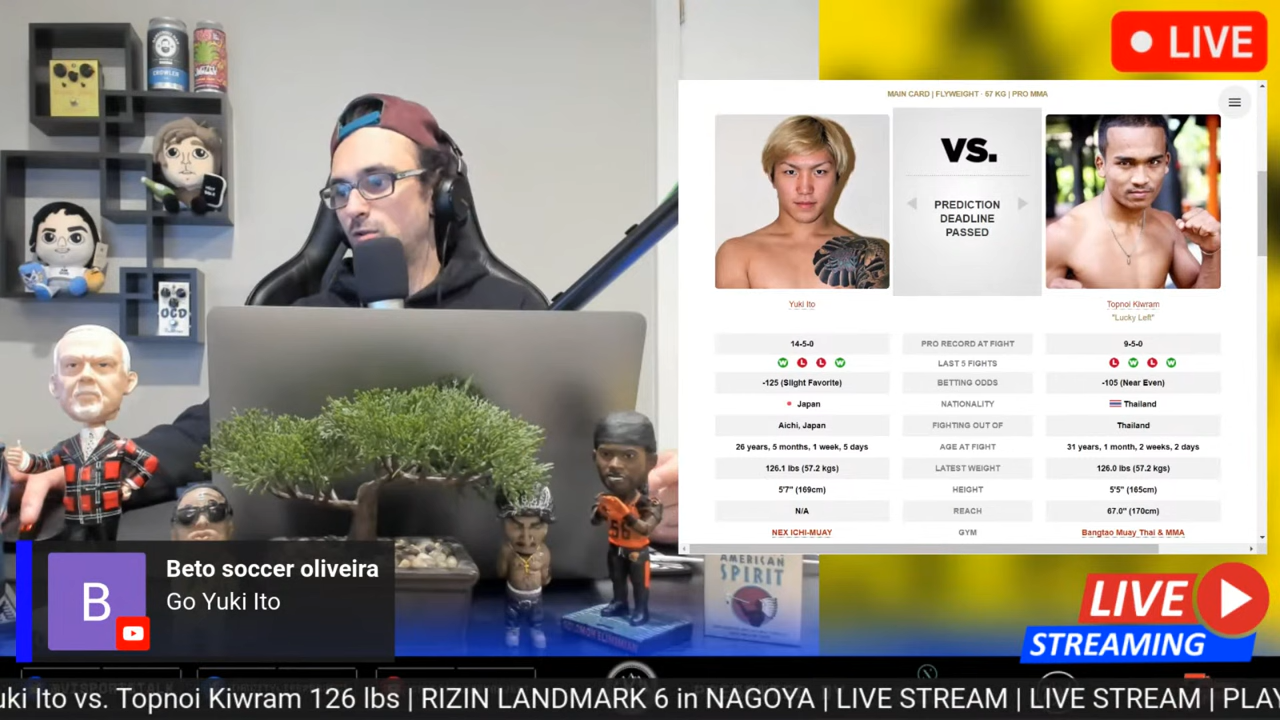 LIVE
MAIN CARD | FLYWEIGHT · 57 KG | PRO MMA
VS.
PREDICTION
DEADLINE
PASSED
Yuki Ito
Topnoi Kiwram
"Lucky Left"
14-5-0 PRO RECORD AT FIGHT 9-5-0
W L L W LAST 5 FIGHTS L W L W
-125 (Slight Favorite) BETTING ODDS -105 (Near Even)
Japan NATIONALITY Thailand
Aichi, Japan FIGHTING OUT OF Thailand
26 years, 5 months, 1 week, 5 days AGE AT FIGHT 31 years, 1 month, 2 weeks, 2 days
126.1 lbs (57.2 kgs) LATEST WEIGHT 126.0 lbs (57.2 kgs)
5'7" (169cm) HEIGHT 5'5" (165cm)
N/A REACH 67.0" (170cm)
NEX ICHI-MUAY GYM Bangtao Muay Thai & MMA
OCD
56
AMERICAN
SPIRIT
B
Beto soccer oliveira
Go Yuki Ito
LIVE
STREAMING
uki Ito vs. Topnoi Kiwram 126 lbs | RIZIN LANDMARK 6 in NAGOYA | LIVE STREAM | LIVE STREAM | PLAY